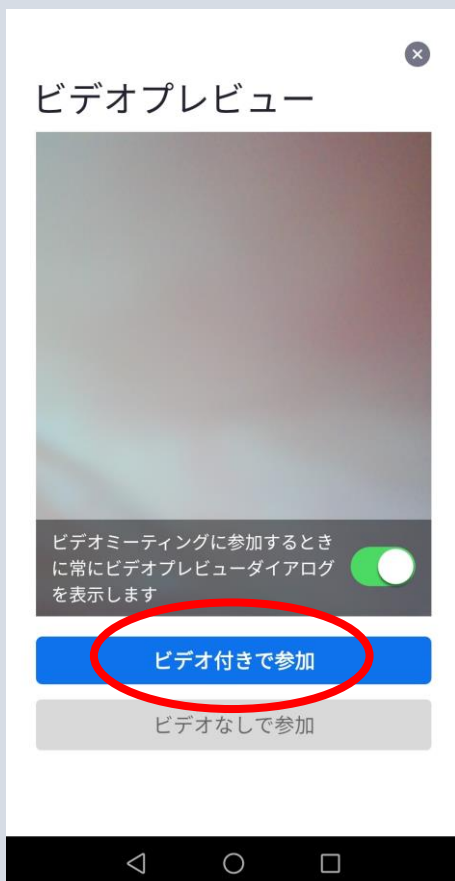 ビデオプレビュー
ビデオミーティングに参加するとき
に常にビデオプレビューダイアログ
を表示します
ビデオ付きで参加
ビデオなしで参加